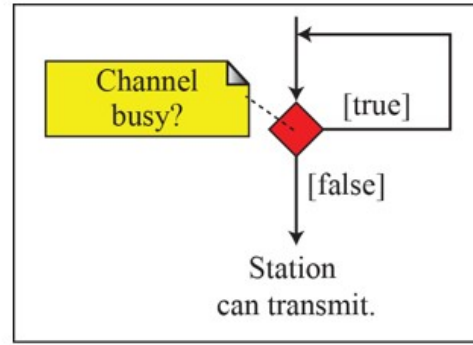 Channel
busy?
[true]
[false]
Station
can transmit.